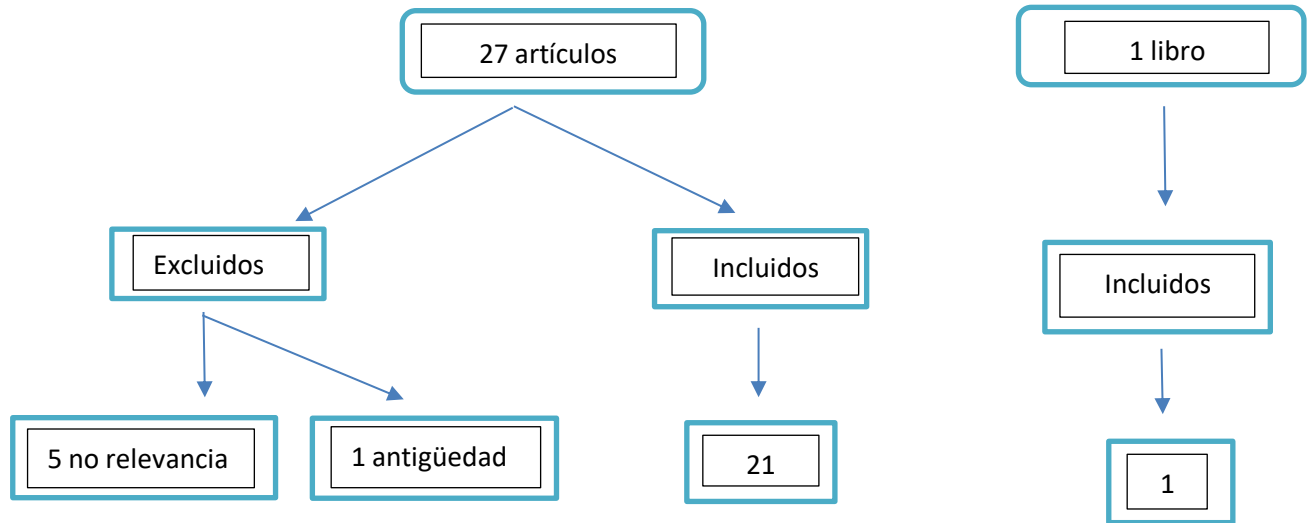 27 artículos
1 libro
Excluidos
Incluidos
Incluidos
5 no relevancia
1 antigüedad
21
1